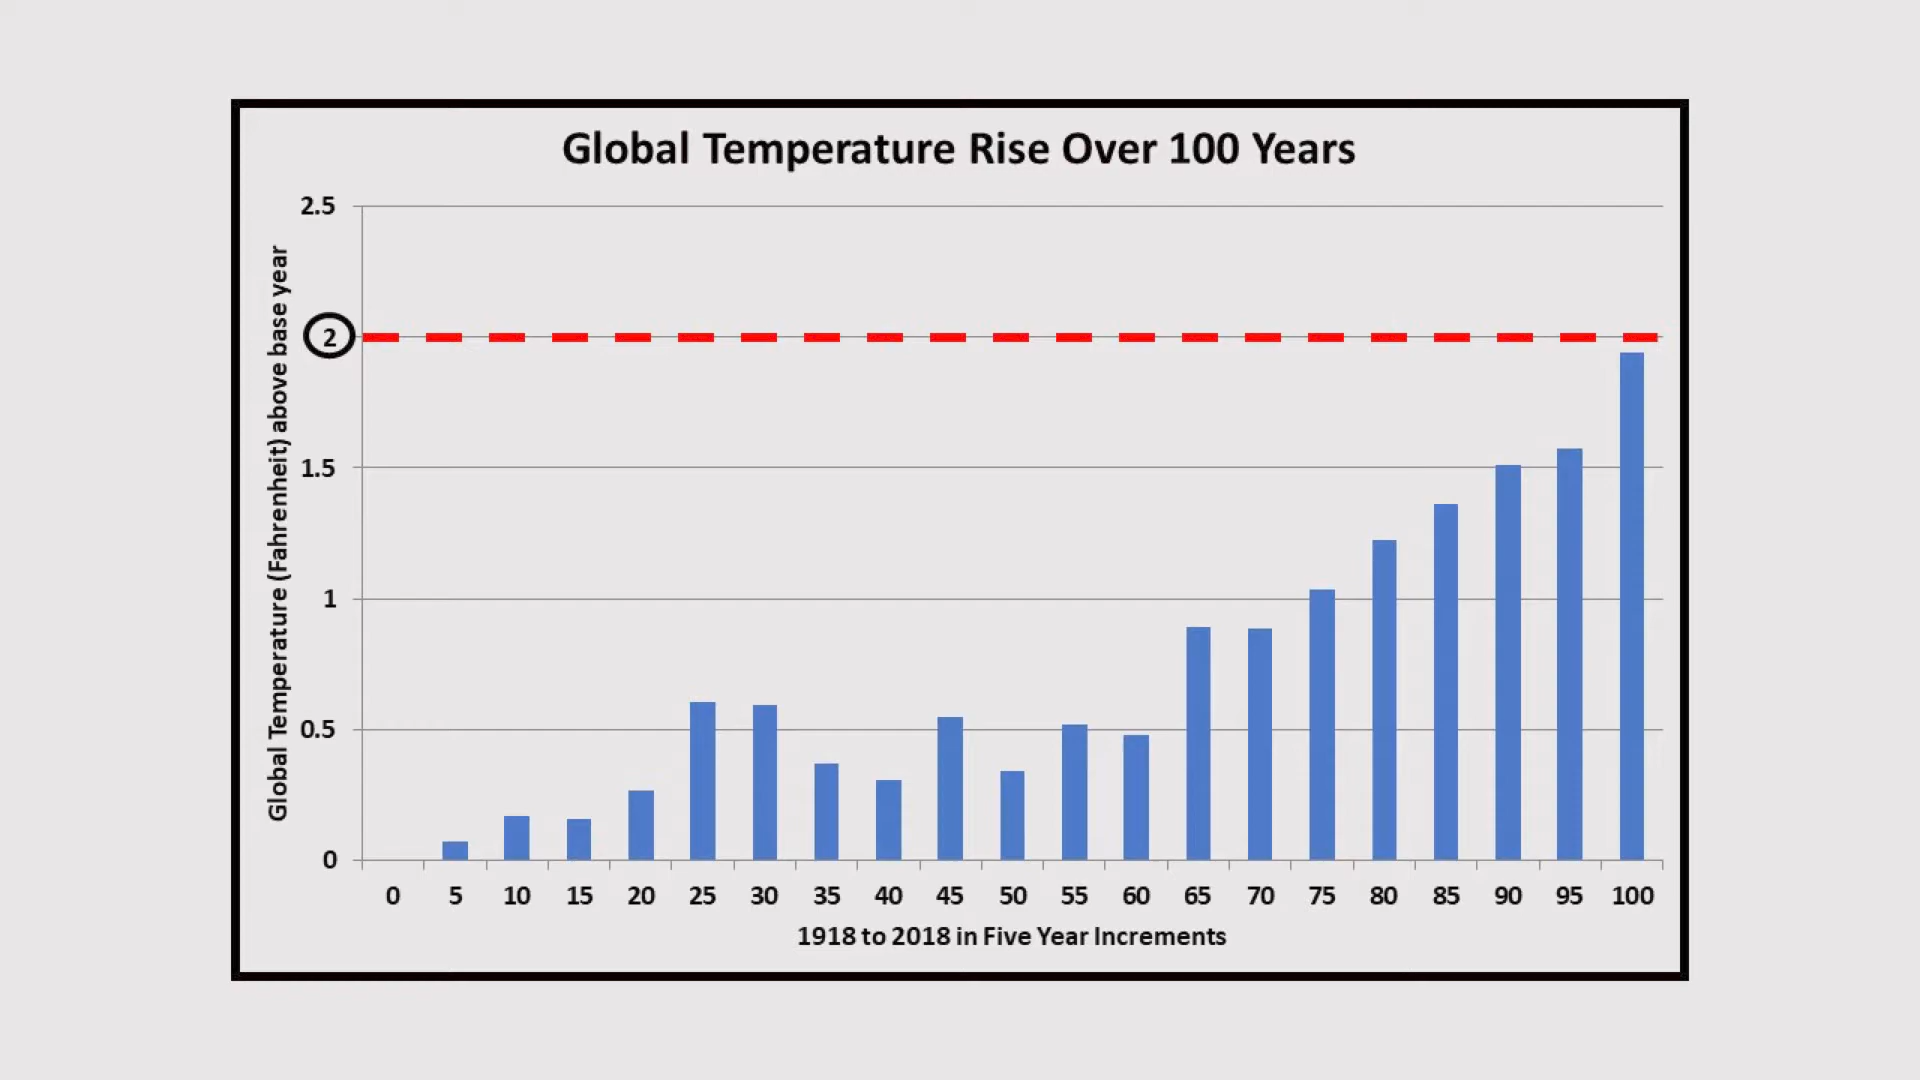 Global Temperature Rise Over 100 Years
Global Temperature (Fahrenheit) above base year
2.5
2
1.5
1
0.5
0
0 5 10 15 20 25 30 35 40 45 50 55 60 65 70 75 80 85 90 95 100
1918 to 2018 in Five Year Increments